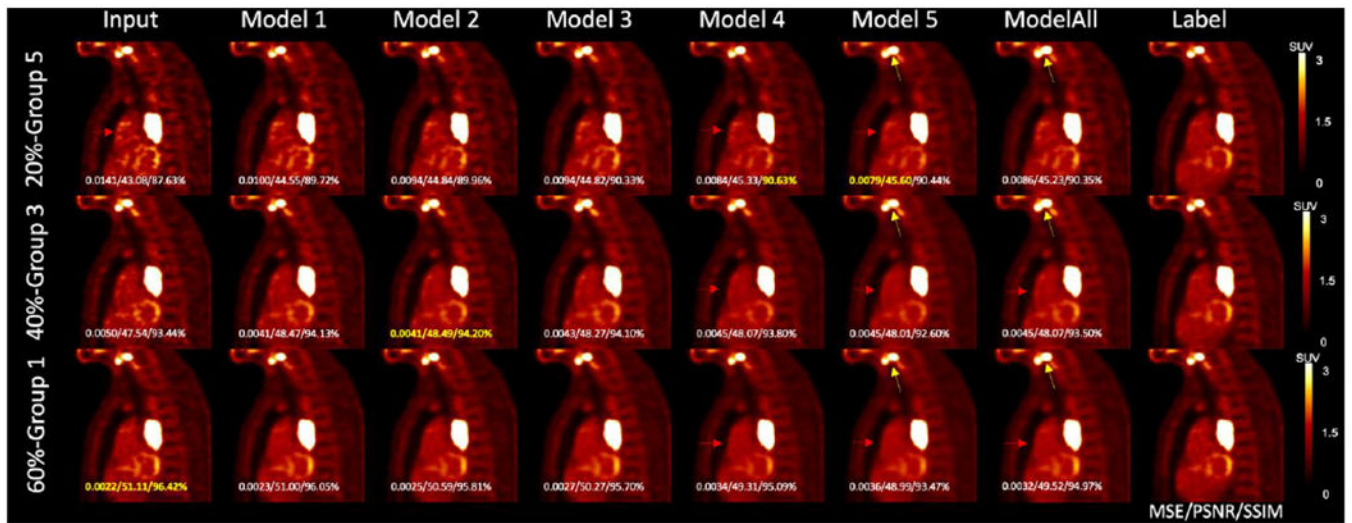 Input Model 1 Model 2 Model 3 Model 4 Model 5 ModelAll Label
20%-Group 5
0.0141/43.08/87.63% 0.0100/44.55/89.72% 0.0094/44.84/89.96% 0.0094/44.82/90.33% 0.0084/45.33/90.63% 0.0079/45.60/90.44% 0.0086/45.23/90.35%
SUV
3
1.5
0
40%-Group 3
0.0050/47.54/93.44% 0.0041/48.47/94.13% 0.0041/48.49/94.20% 0.0043/48.27/94.10% 0.0045/48.07/93.80% 0.0045/48.01/92.60% 0.0045/48.07/93.50%
SUV
3
1.5
0
60%-Group 1
0.0022/51.11/96.42% 0.0023/51.00/96.05% 0.0025/50.59/95.81% 0.0027/50.27/95.70% 0.0034/49.31/95.09% 0.0036/48.99/93.47% 0.0032/49.52/94.97%
SUV
3
1.5
0
MSE/PSNR/SSIM